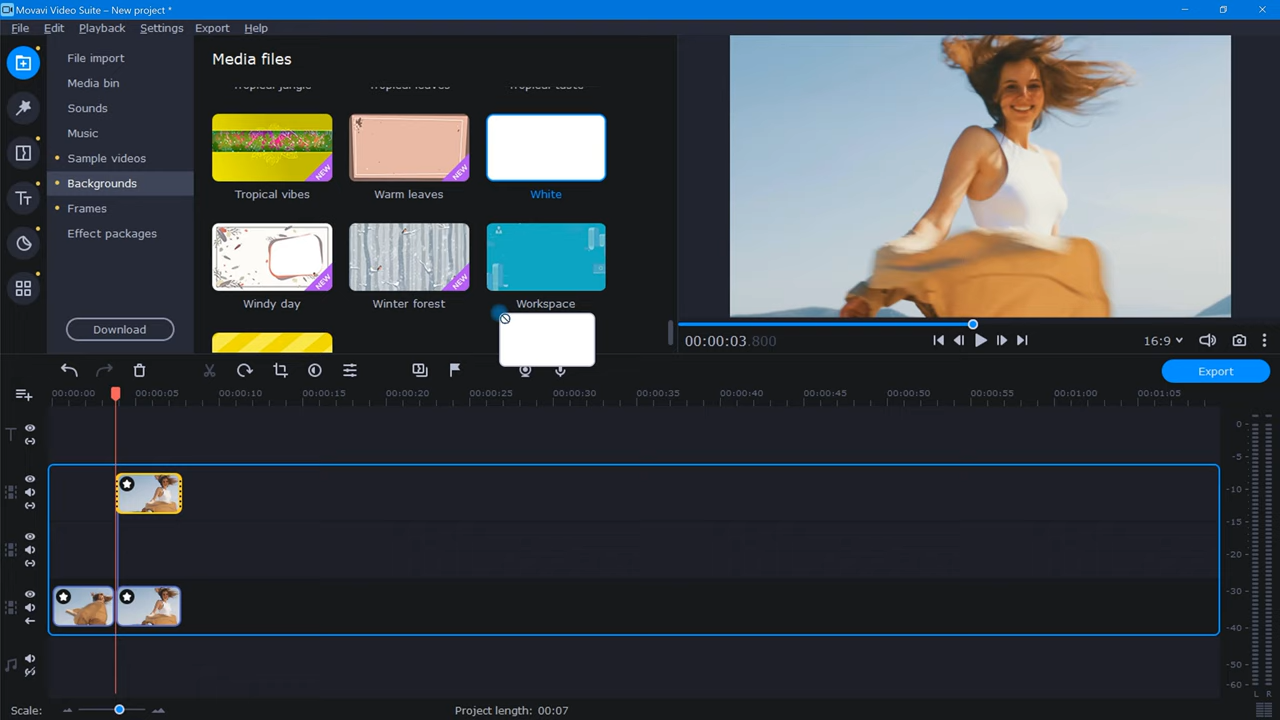 Movavi Video Suite – New project *
File Edit Playback Settings Export Help
File import
Media bin
Sounds
Music
Sample videos
Backgrounds
Frames
Effect packages
Download
Media files
Tropical jungle Tropical leaves Tropical taste
NEW NEW
Tropical vibes Warm leaves White
NEW NEW
Windy day Winter forest Workspace
00:00:03.800
16:9
Export
00:00:00 00:00:05 00:00:10 00:00:15 00:00:20 00:00:25 00:00:30 00:00:35 00:00:40 00:00:45 00:00:50 00:00:55 00:01:00 00:01:05
T
0
-5
-10
-15
-20
-30
-40
-50
-60
L R
Scale:
Project length: 00:07